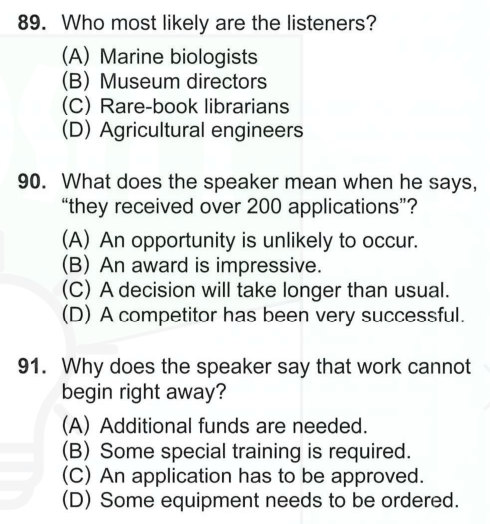 89. Who most likely are the listeners?
(A) Marine biologists
(B) Museum directors
(C) Rare-book librarians
(D) Agricultural engineers
90. What does the speaker mean when he says,
“they received over 200 applications”?
(A) An opportunity is unlikely to occur.
(B) An award is impressive.
(C) A decision will take longer than usual.
(D) A competitor has been very successful.
91. Why does the speaker say that work cannot
begin right away?
(A) Additional funds are needed.
(B) Some special training is required.
(C) An application has to be approved.
(D) Some equipment needs to be ordered.